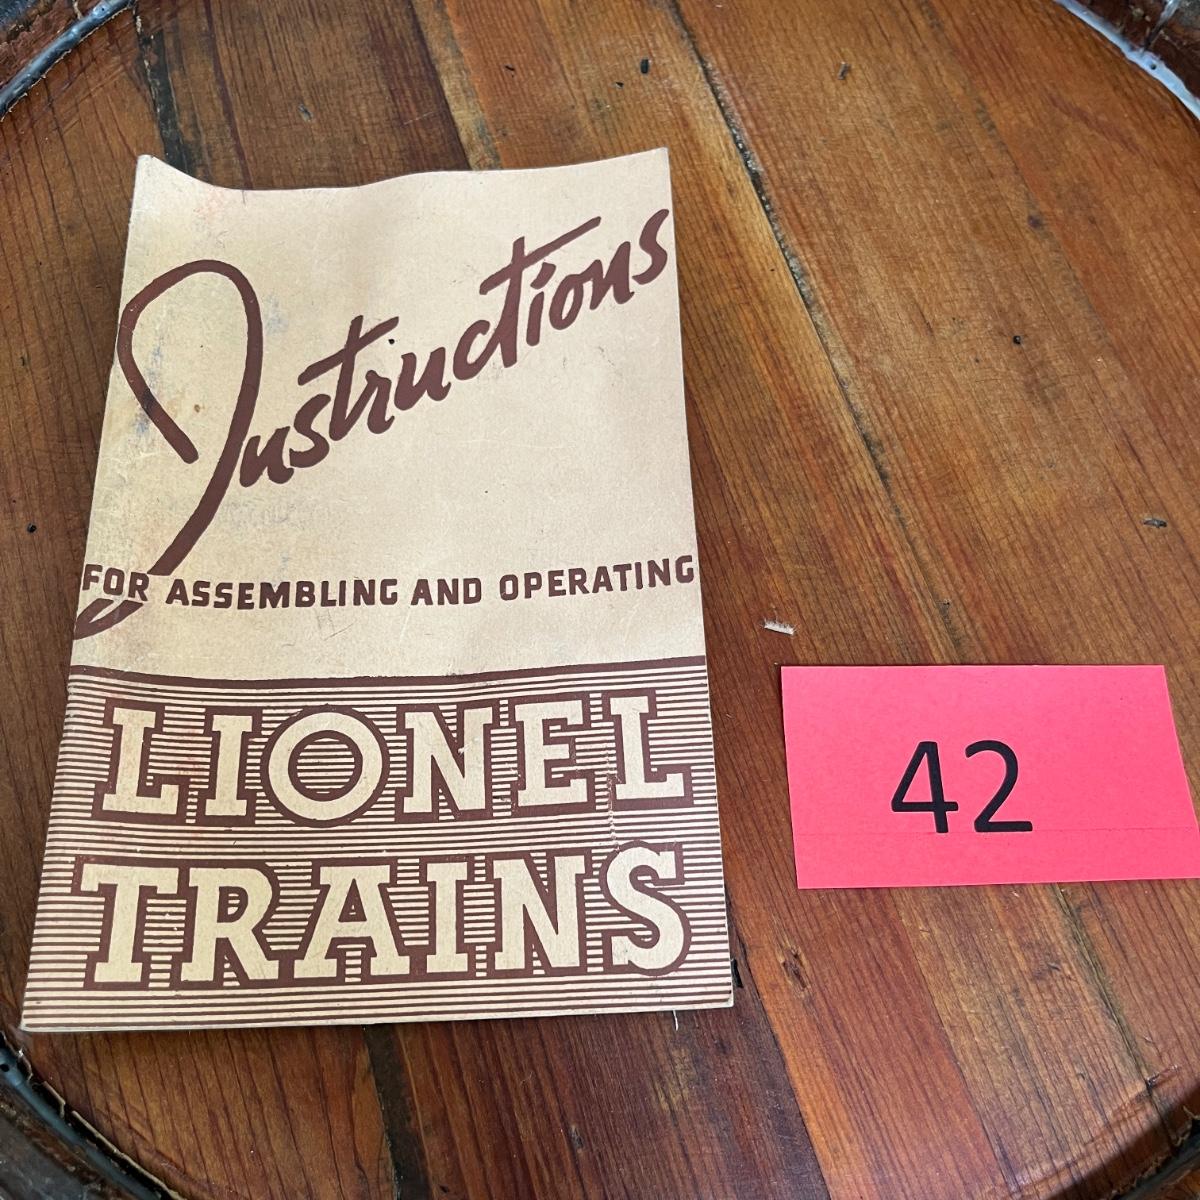 Instructions
FOR ASSEMBLING AND OPERATING
LIONEL
TRAINS
42